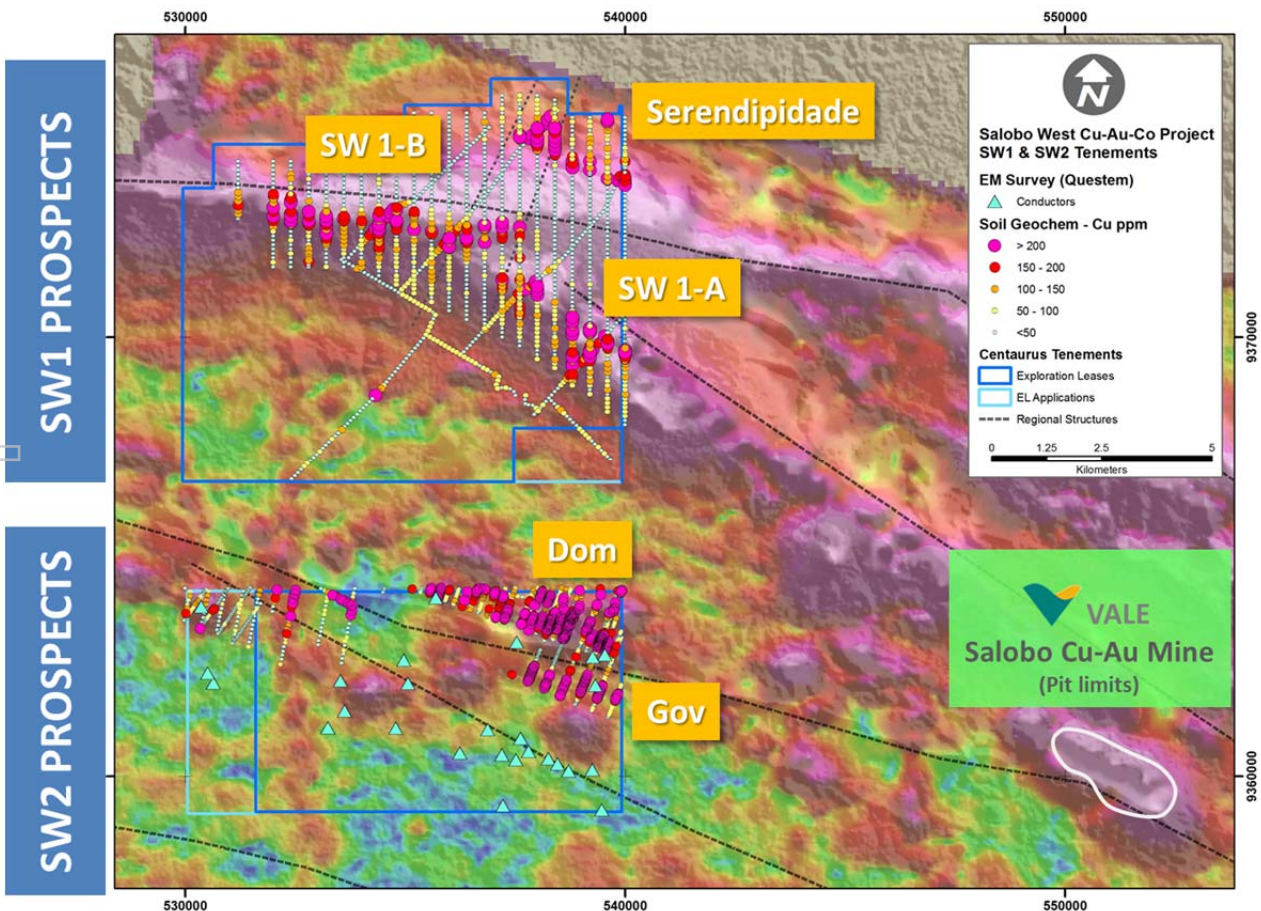 530000
540000
550000
SW1 PROSPECTS
SW2 PROSPECTS
Serendipidade
SW 1-B
SW 1-A
Dom
Gov
N
Salobo West Cu-Au-Co Project
SW1 & SW2 Tenements
EM Survey (Questem)
Conductors
Soil Geochem - Cu ppm
> 200
150 - 200
100 - 150
50 - 100
<50
Centaurus Tenements
Exploration Leases
EL Applications
Regional Structures
0 1.25 2.5 5
Kilometers
9370000
VALE
Salobo Cu-Au Mine
(Pit limits)
9360000
530000
540000
550000